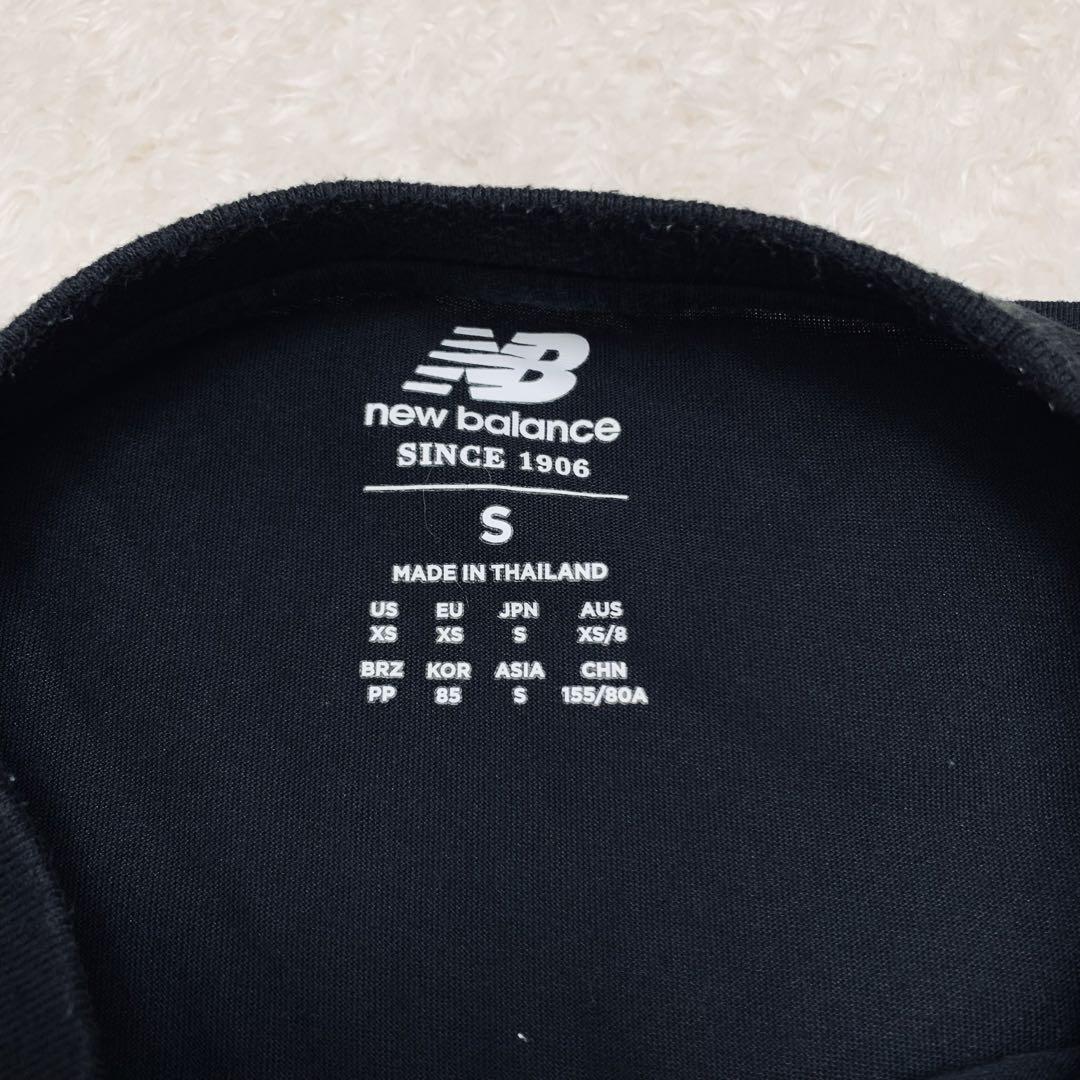 NB
new balance
SINCE 1906
S
MADE IN THAILAND
US EU JPN AUS
XS XS S XS/8
BRZ KOR ASIA CHN
PP 85 S 155/80A